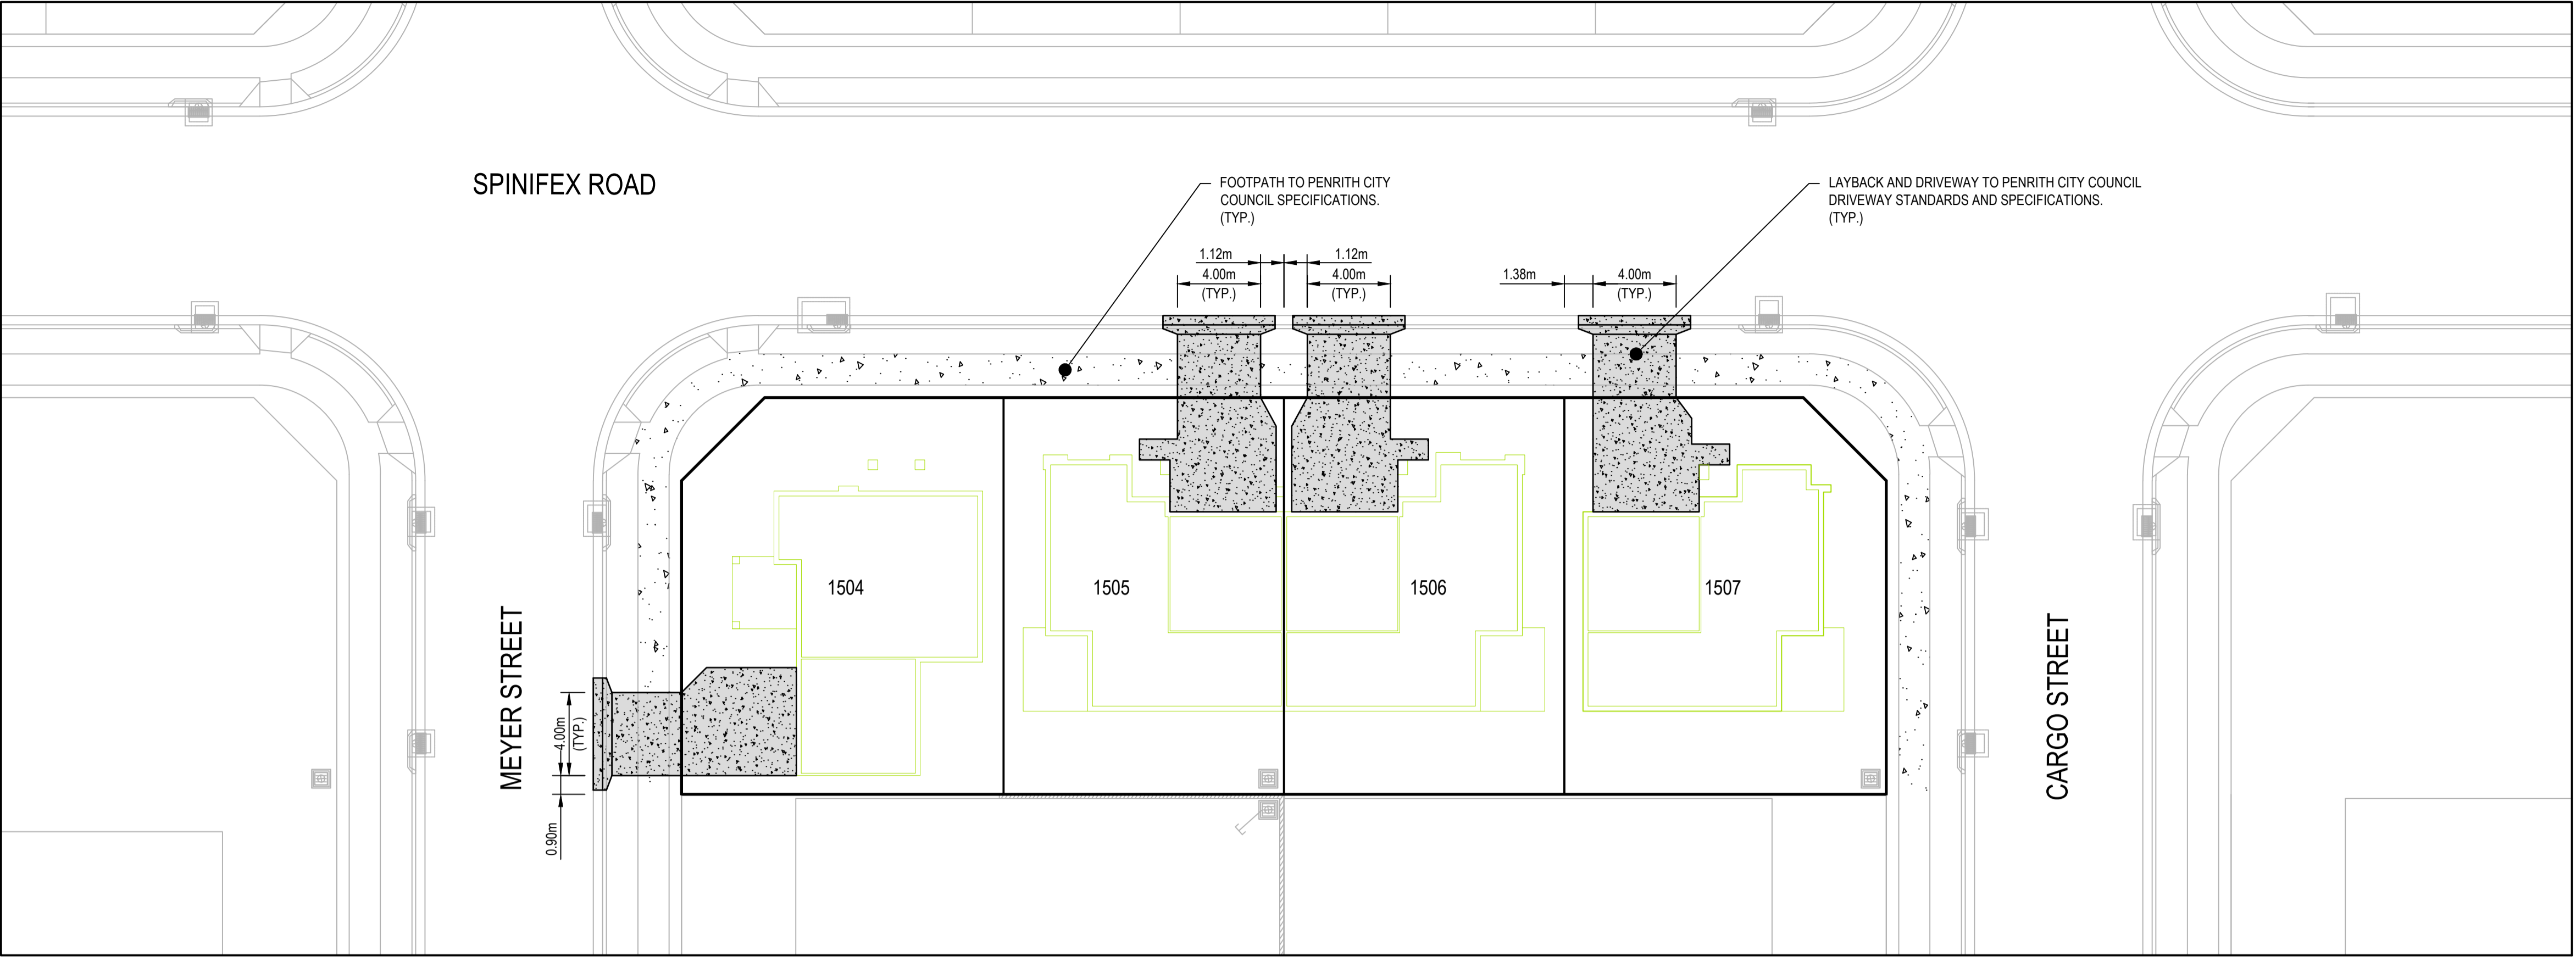 SPINIFEX ROAD
FOOTPATH TO PENRITH CITY
COUNCIL SPECIFICATIONS.
(TYP.)
LAYBACK AND DRIVEWAY TO PENRITH CITY COUNCIL
DRIVEWAY STANDARDS AND SPECIFICATIONS.
(TYP.)
1.12m
1.12m
4.00m
(TYP.)
4.00m
(TYP.)
1.38m
4.00m
(TYP.)
1504
1505
1506
1507
MEYER STREET
4.00m
(TYP.)
0.90m
CARGO STREET